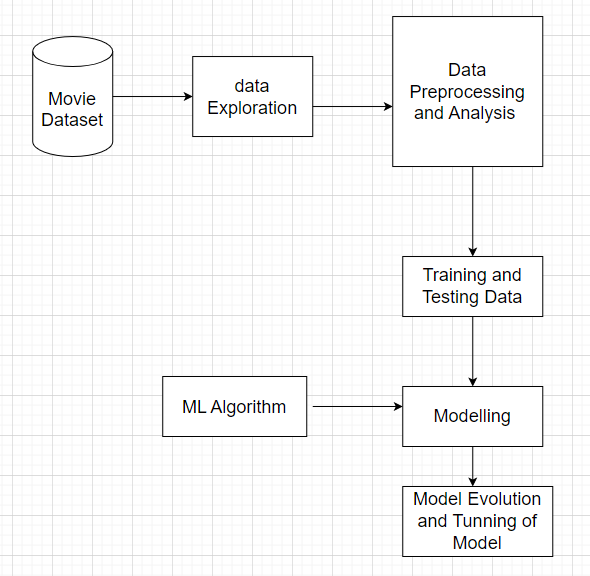 Movie
Dataset
data
Exploration
Data
Preprocessing
and Analysis
Training and
Testing Data
ML Algorithm
Modelling
Model Evolution
and Tunning of
Model